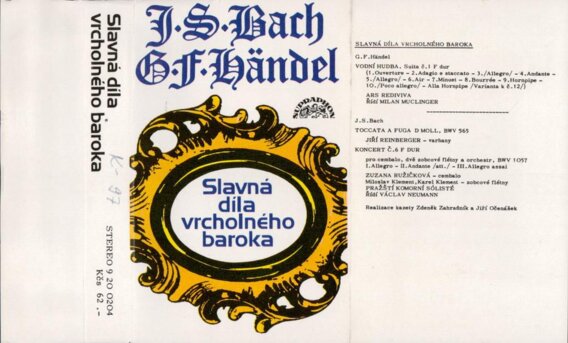 Slavná díla
vrcholného baroka
K-97
STEREO 9 20 0204
Kčs 62.-
J·S·Bach
G·F·Händel
SUPRAPHON
Slavná
díla
vrcholného
baroka
SLAVNÁ DÍLA VRCHOLNÉHO BAROKA
G.F.Händel
VODNÍ HUDBA. Suita č.1 F dur
(1.Ouverture - 2.Adagio e staccato - 3./Allegro/ - 4.Andante -
5./Allegro/ - 6.Air - 7.Minuet - 8.Bourrée - 9.Hornpipe -
10./Poco allegro/ - Alla Hornpipe /Varianta k č.12/)
ARS REDIVIVA
Řídí MILAN MUCLINGER
J.S.Bach
TOCCATA A FUGA D MOLL, BWV 565
JIŘÍ REINBERGER - varhany
KONCERT Č.6 F DUR
pro cembalo, dvě zobcové flétny a orchestr, BWV 1057
I.Allegro - II.Andante /att./ - III.Allegro assai
ZUZANA RUŽIČKOVÁ - cembalo
Miloslav Klement, Karel Klement - zobcové flétny
PRAŽŠTÍ KOMORNÍ SÓLISTÉ
Řídí VÁCLAV NEUMANN
Realizace kazety Zdeněk Zahradník a Jiří Očenášek